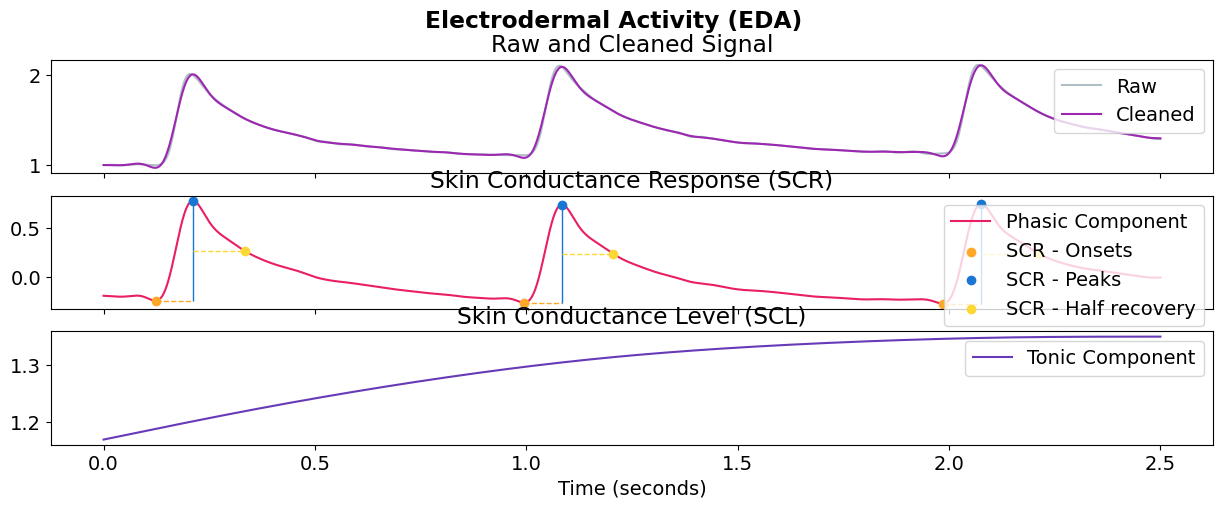 Electrodermal Activity (EDA)
Raw and Cleaned Signal
2
1
Raw
Cleaned
Skin Conductance Response (SCR)
0.5
0.0
Phasic Component
SCR - Onsets
SCR - Peaks
SCR - Half recovery
Skin Conductance Level (SCL)
1.3
1.2
Tonic Component
0.0 0.5 1.0 1.5 2.0 2.5
Time (seconds)